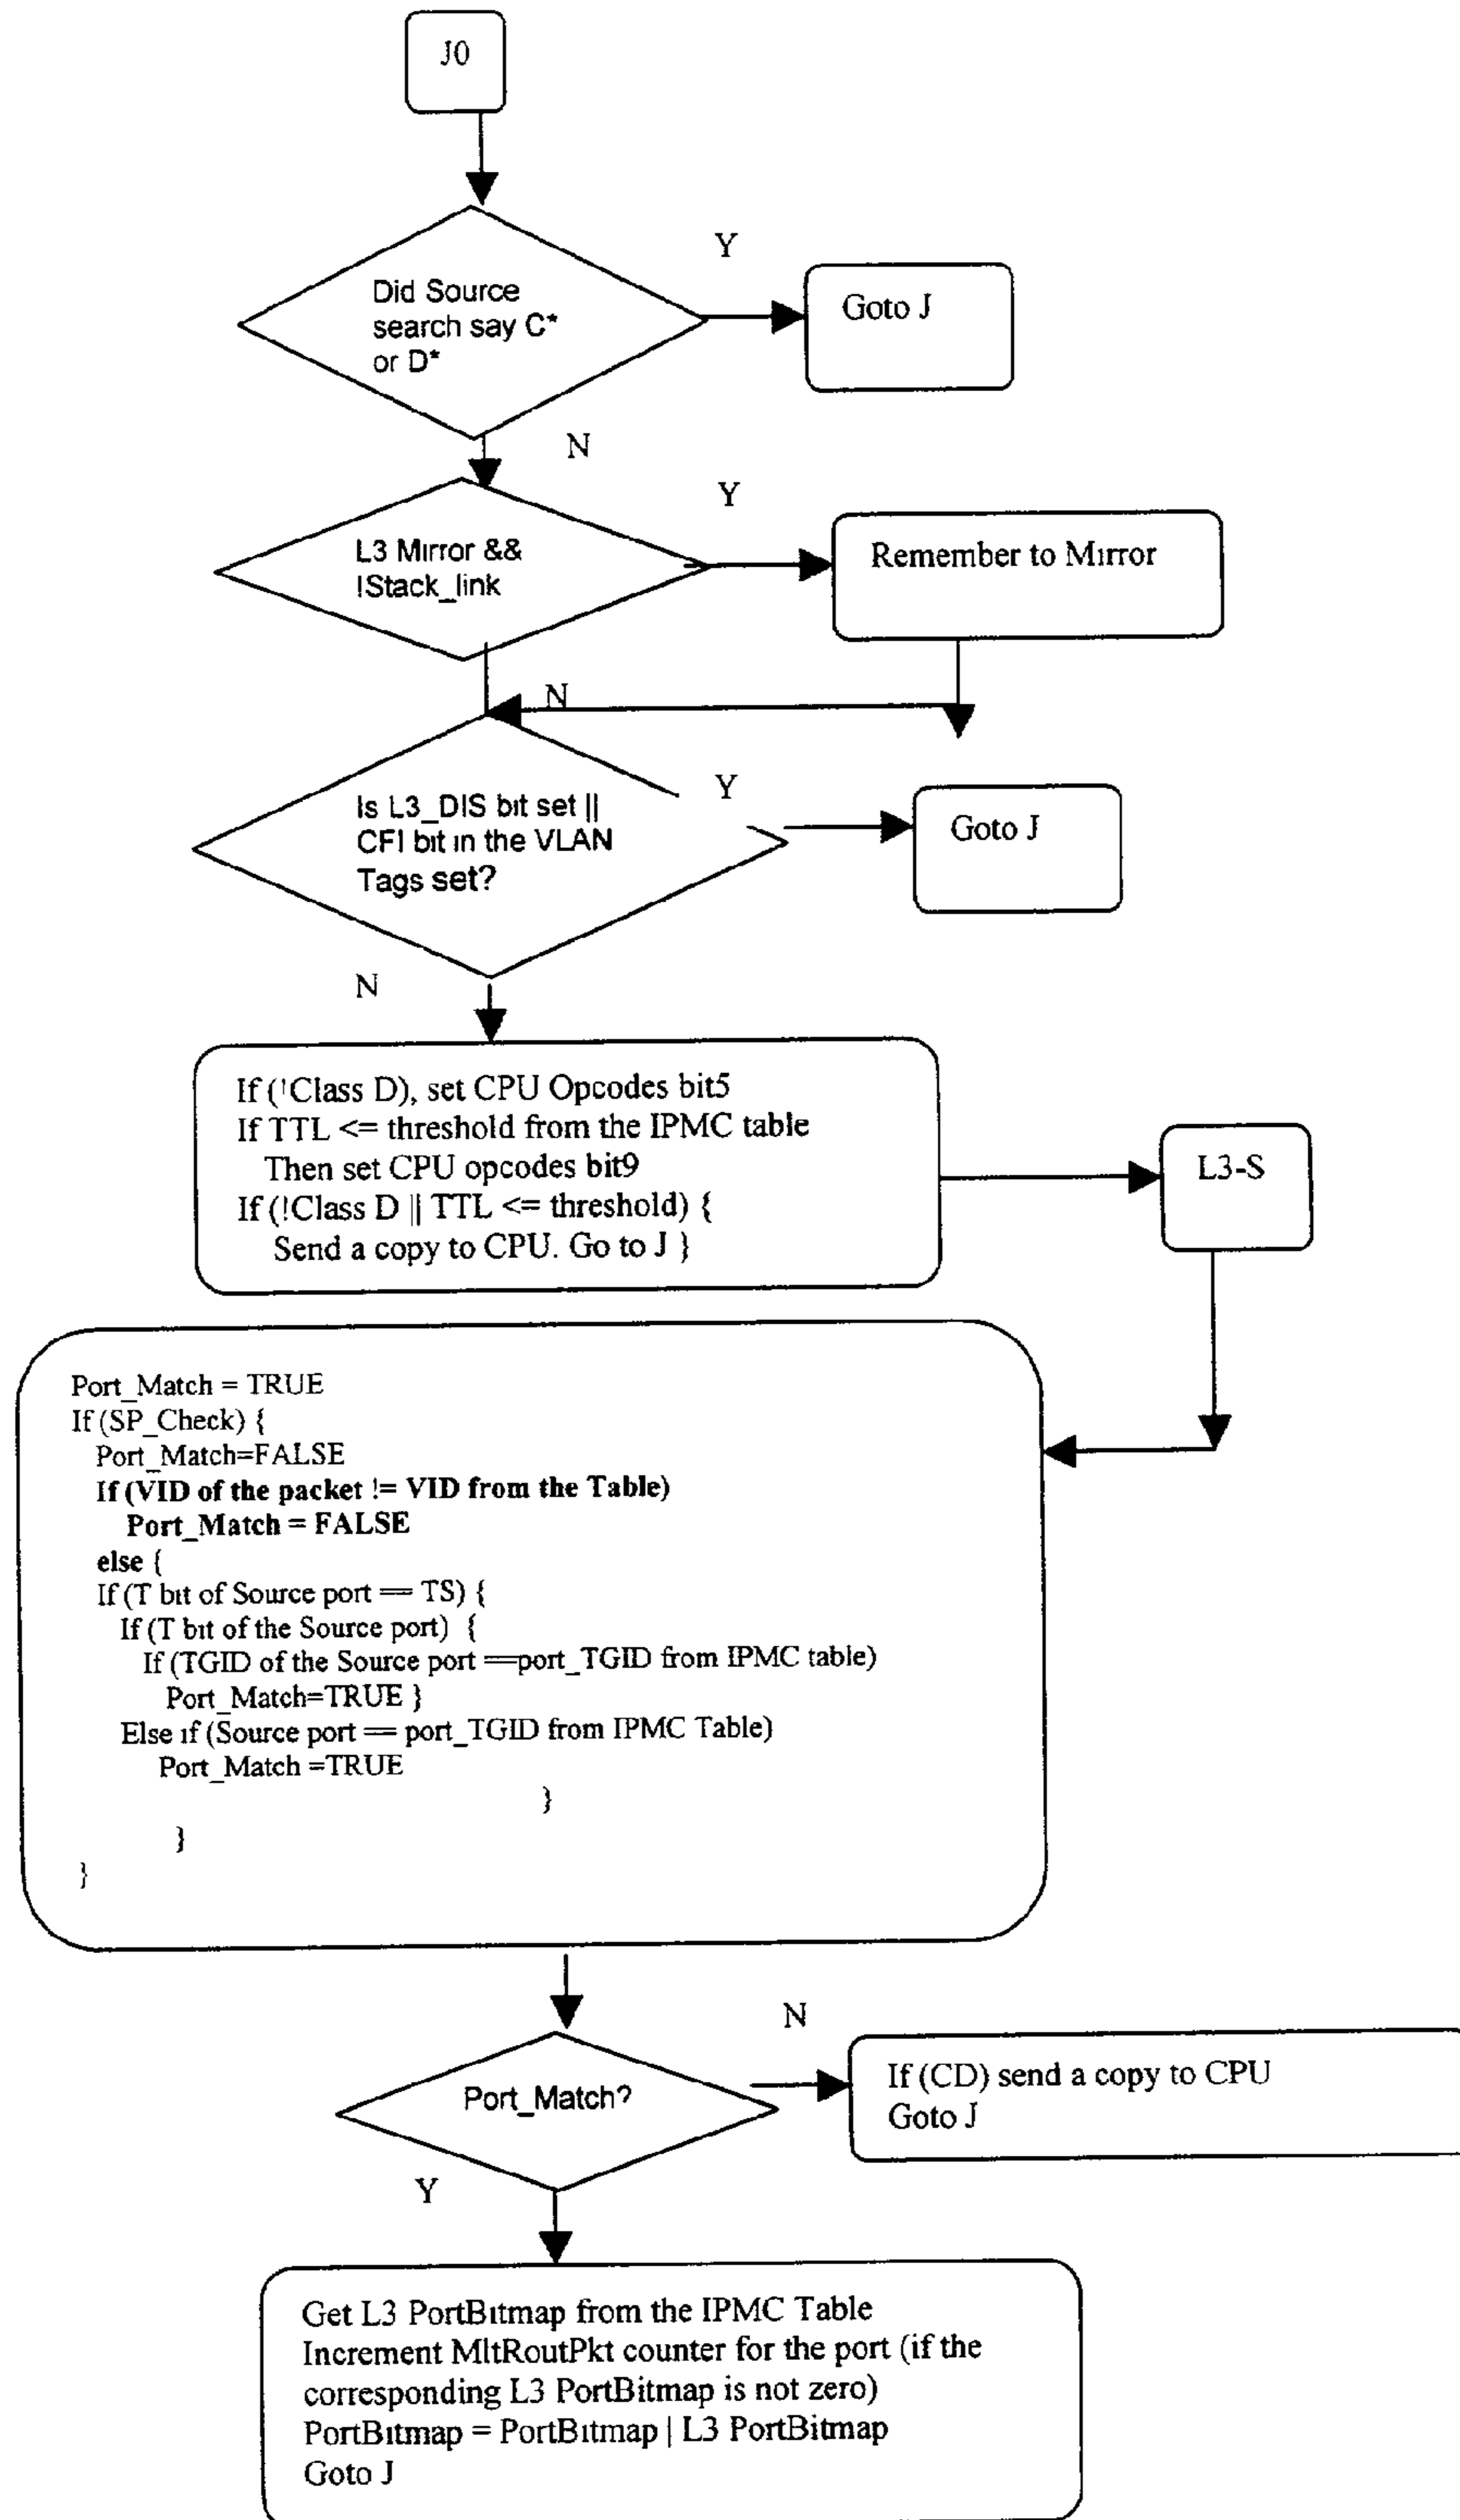 J0
Did Source
search say C*
or D*
Y
Goto J
N
L3 Mirror &&
!Stack_link
Y
Remember to Mirror
N
Is L3_DIS bit set ||
CFI bit in the VLAN
Tags set?
Y
Goto J
N
If (!Class D), set CPU Opcodes bit5
If TTL <= threshold from the IPMC table
Then set CPU opcodes bit9
If (!Class D || TTL <= threshold) {
Send a copy to CPU. Go to J }
L3-S
Port_Match = TRUE
If (SP_Check) {
Port_Match=FALSE
If (VID of the packet != VID from the Table)
Port_Match = FALSE
else {
If (T bit of Source port == TS) {
If (T bit of the Source port) {
If (TGID of the Source port ==port_TGID from IPMC table)
Port_Match=TRUE }
Else if (Source port == port_TGID from IPMC Table)
Port_Match =TRUE
}
}
}
Port_Match?
N
If (CD) send a copy to CPU
Goto J
Y
Get L3 PortBitmap from the IPMC Table
Increment MltRoutPkt counter for the port (if the
corresponding L3 PortBitmap is not zero)
PortBitmap = PortBitmap | L3 PortBitmap
Goto J